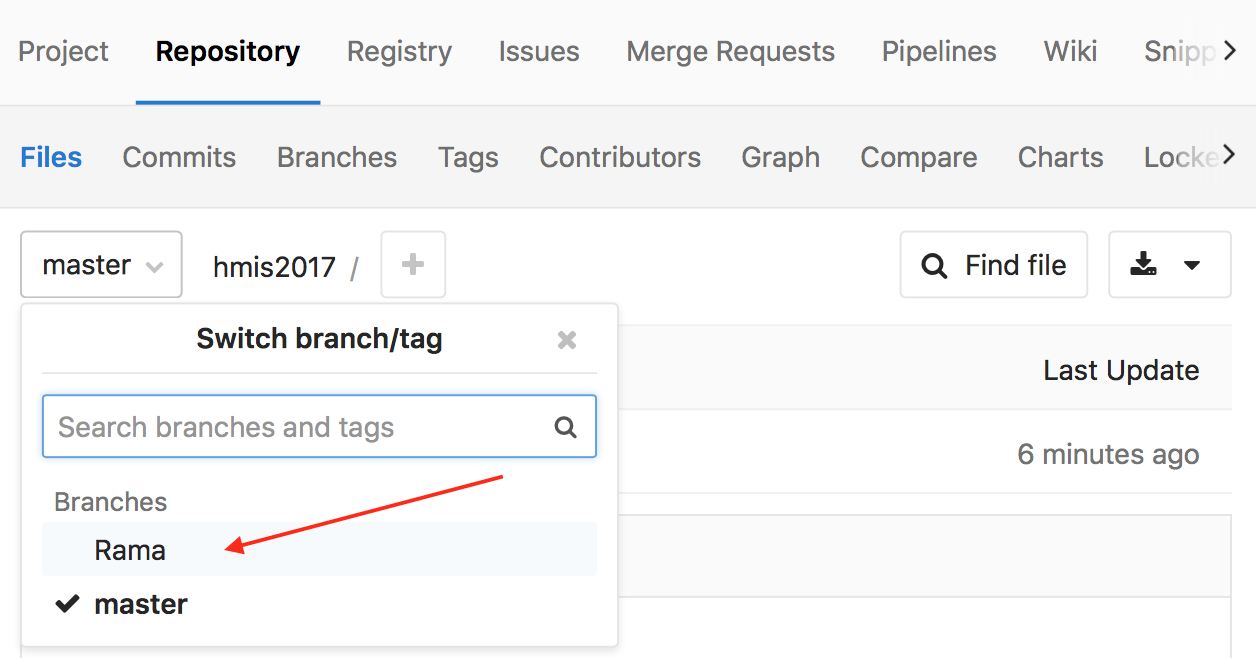 Project Repository Registry Issues Merge Requests Pipelines Wiki Snipp
Files Commits Branches Tags Contributors Graph Compare Charts Locke
master hmis2017 / Find file
Switch branch/tag
Last Update
Search branches and tags
6 minutes ago
Branches
Rama
master